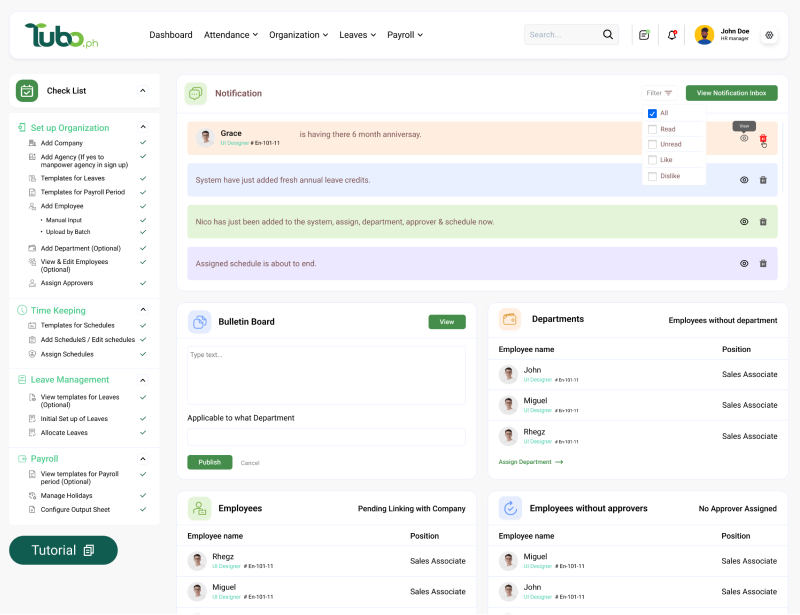 Tubo.ph
Dashboard
Attendance
Organization
Leaves
Payroll
Search...
John Doe
HR manager
Check List
Set up Organization
Add Company
Add Agency (If yes to
manpower agency in sign up)
Templates for Leaves
Templates for Payroll Period
Add Employee
• Manual Input
• Upload by Batch
Add Department (Optional)
View & Edit Employees
(Optional)
Assign Approvers
Time Keeping
Templates for Schedules
Add ScheduleS / Edit schedules
Assign Schedules
Leave Management
View templates for Leaves
(Optional)
Initial Set up of Leaves
Allocate Leaves
Payroll
View templates for Payroll
period (Optional)
Manage Holidays
Configure Output Sheet
Tutorial
Notification
Filter
View Notification Inbox
All
Read
Unread
Like
Dislike
View
Grace
UI Designer # En-101-11
is having there 6 month anniversay.
System have just added fresh annual leave credits.
Nico has just been added to the system, assign, department, approver & schedule now.
Assigned schedule is about to end.
Bulletin Board
View
Type text...
Applicable to what Department
Publish
Cancel
Departments
Employees without department
Employee name
Position
John
UI Designer # En-101-11
Sales Associate
Miguel
UI Designer # En-101-11
Sales Associate
Rhegz
UI Designer # En-101-11
Sales Associate
Assign Department
Employees
Pending Linking with Company
Employee name
Position
Rhegz
UI Designer # En-101-11
Sales Associate
Miguel
UI Designer # En-101-11
Sales Associate
Employees without approvers
No Approver Assigned
Employee name
Position
Miguel
UI Designer # En-101-11
Sales Associate
John
UI Designer # En-101-11
Sales Associate